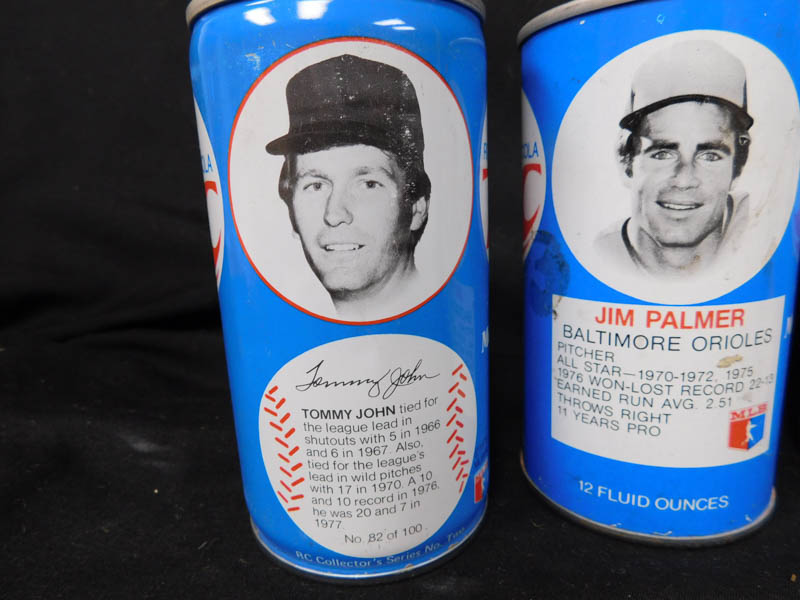 Tommy John
TOMMY JOHN tied for
the league lead in
shutouts with 5 in 1966
and 6 in 1967. Also,
tied for the league's
lead in wild pitches
with 17 in 1970. A 10
and 10 record in 1976,
he was 20 and 7 in
1977.
No. 82 of 100
RC Collector's Series No. Two
OLA
JIM PALMER
BALTIMORE ORIOLES
PITCHER
ALL STAR—1970-1972, 1975
1976 WON-LOST RECORD 22-13
EARNED RUN AVG. 2.51
THROWS RIGHT
11 YEARS PRO
MLB
12 FLUID OUNCES